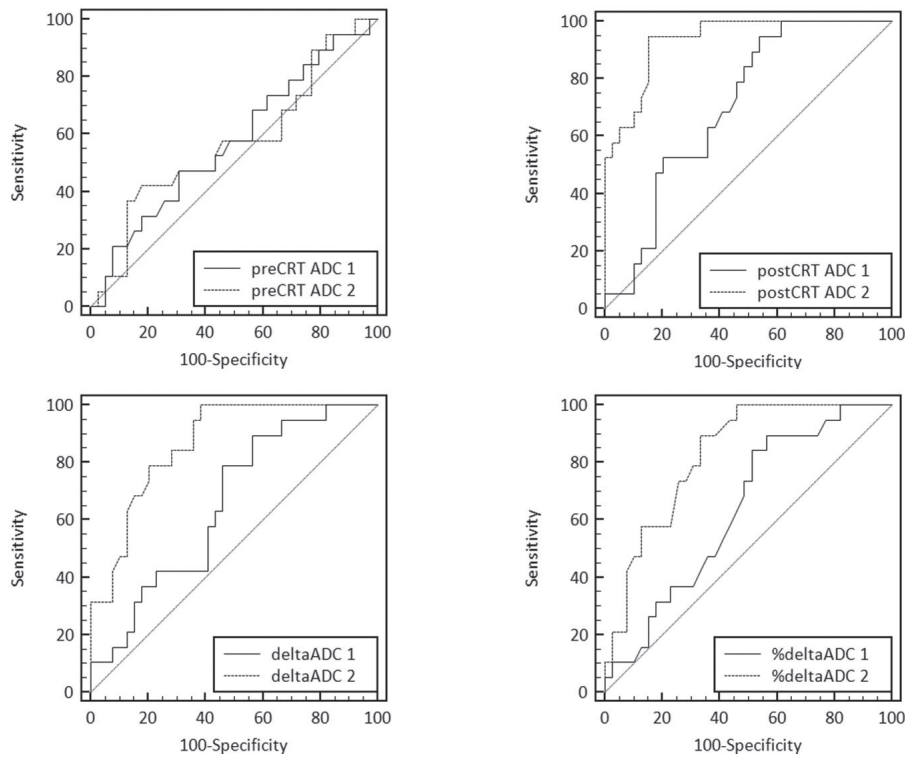 100
80
60
40
20
0
Sensitivity
preCRT ADC 1
preCRT ADC 2
0 20 40 60 80 100
100-Specificity
100
80
60
40
20
0
Sensitivity
postCRT ADC 1
postCRT ADC 2
0 20 40 60 80 100
100-Specificity
100
80
60
40
20
0
Sensitivity
deltaADC 1
deltaADC 2
0 20 40 60 80 100
100-Specificity
100
80
60
40
20
0
Sensitivity
%deltaADC 1
%deltaADC 2
0 20 40 60 80 100
100-Specificity